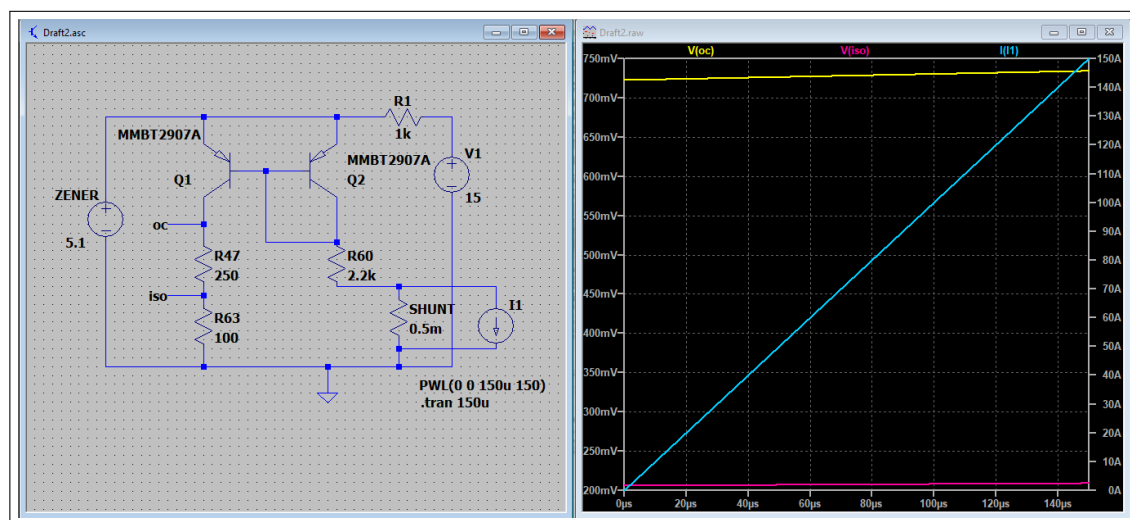 Draft2.asc
R1
1k
MMBT2907A
Q1
MMBT2907A
Q2
V1
15
ZENER
5.1
oc
R47
250
R60
2.2k
iso
R63
100
SHUNT
0.5m
I1
PWL(0 0 150u 150)
.tran 150u
Draft2.raw
V(oc) V(iso) I(I1)
750mV 150A
700mV 140A
130A
650mV 120A
600mV 110A
100A
550mV 90A
500mV 80A
450mV 70A
400mV 60A
50A
350mV 40A
300mV 30A
20A
250mV 10A
200mV 0A
0µs 20µs 40µs 60µs 80µs 100µs 120µs 140µs